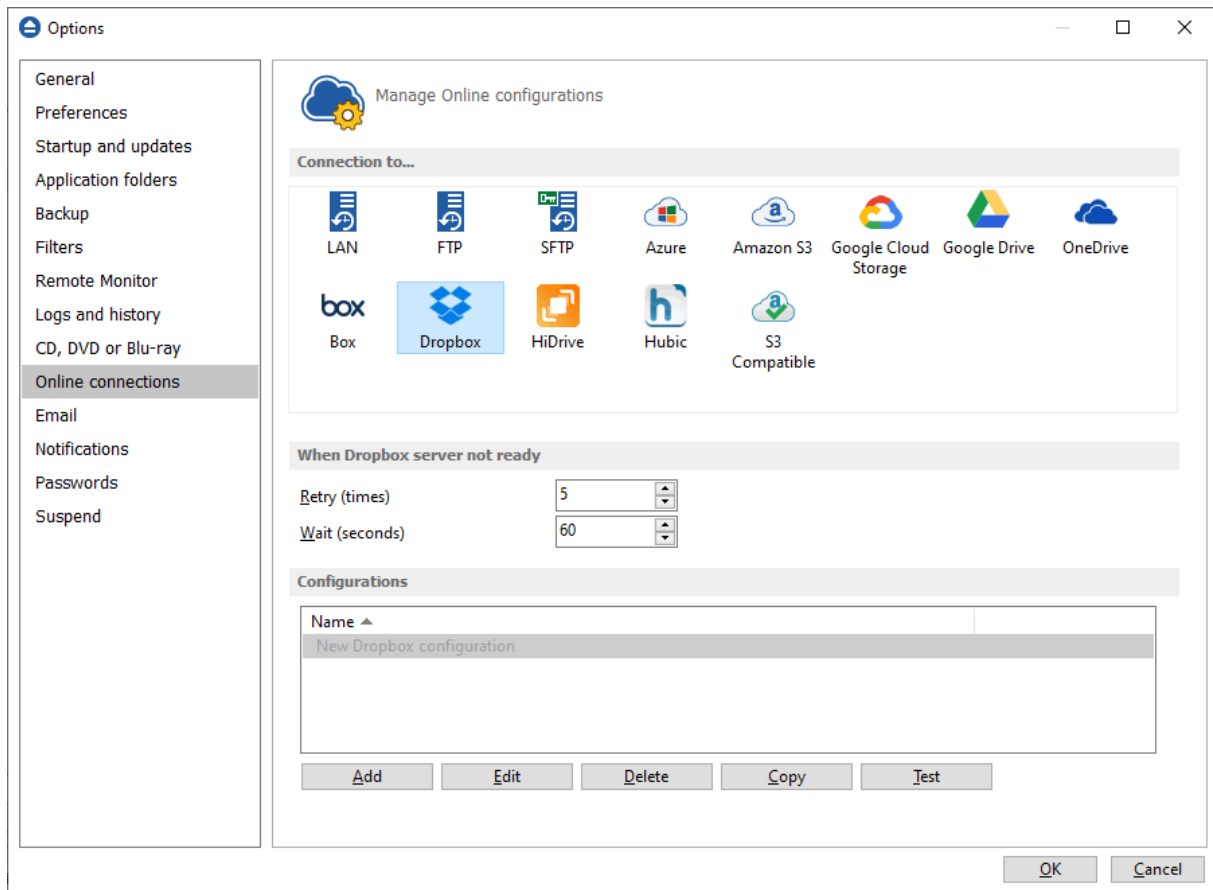 Options
General
Preferences
Startup and updates
Application folders
Backup
Filters
Remote Monitor
Logs and history
CD, DVD or Blu-ray
Online connections
Email
Notifications
Passwords
Suspend
Manage Online configurations
Connection to...
LAN FTP SFTP Azure Amazon S3 Google Cloud Storage Google Drive OneDrive
box
h
Box Dropbox HiDrive Hubic S3 Compatible
When Dropbox server not ready
Retry (times) 5
Wait (seconds) 60
Configurations
Name
New Dropbox configuration
Add Edit Delete Copy Test
OK Cancel